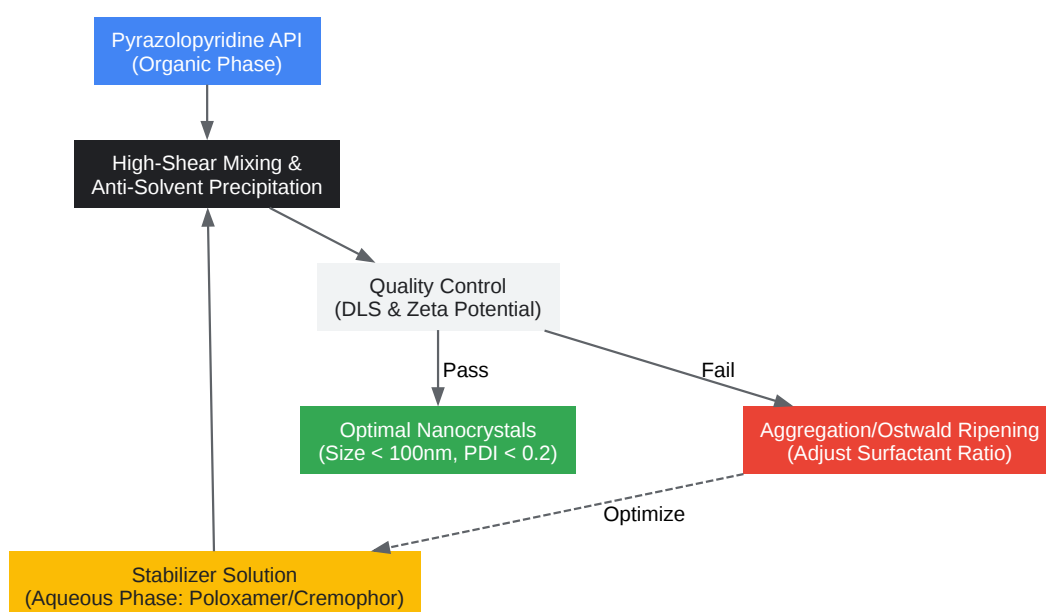 Pyrazolopyridine API
(Organic Phase)
High-Shear Mixing &
Anti-Solvent Precipitation
Quality Control
(DLS & Zeta Potential)
Pass
Fail
Optimal Nanocrystals
(Size < 100nm, PDI < 0.2)
Aggregation/Ostwald Ripening
(Adjust Surfactant Ratio)
Optimize
Stabilizer Solution
(Aqueous Phase: Poloxamer/Cremophor)